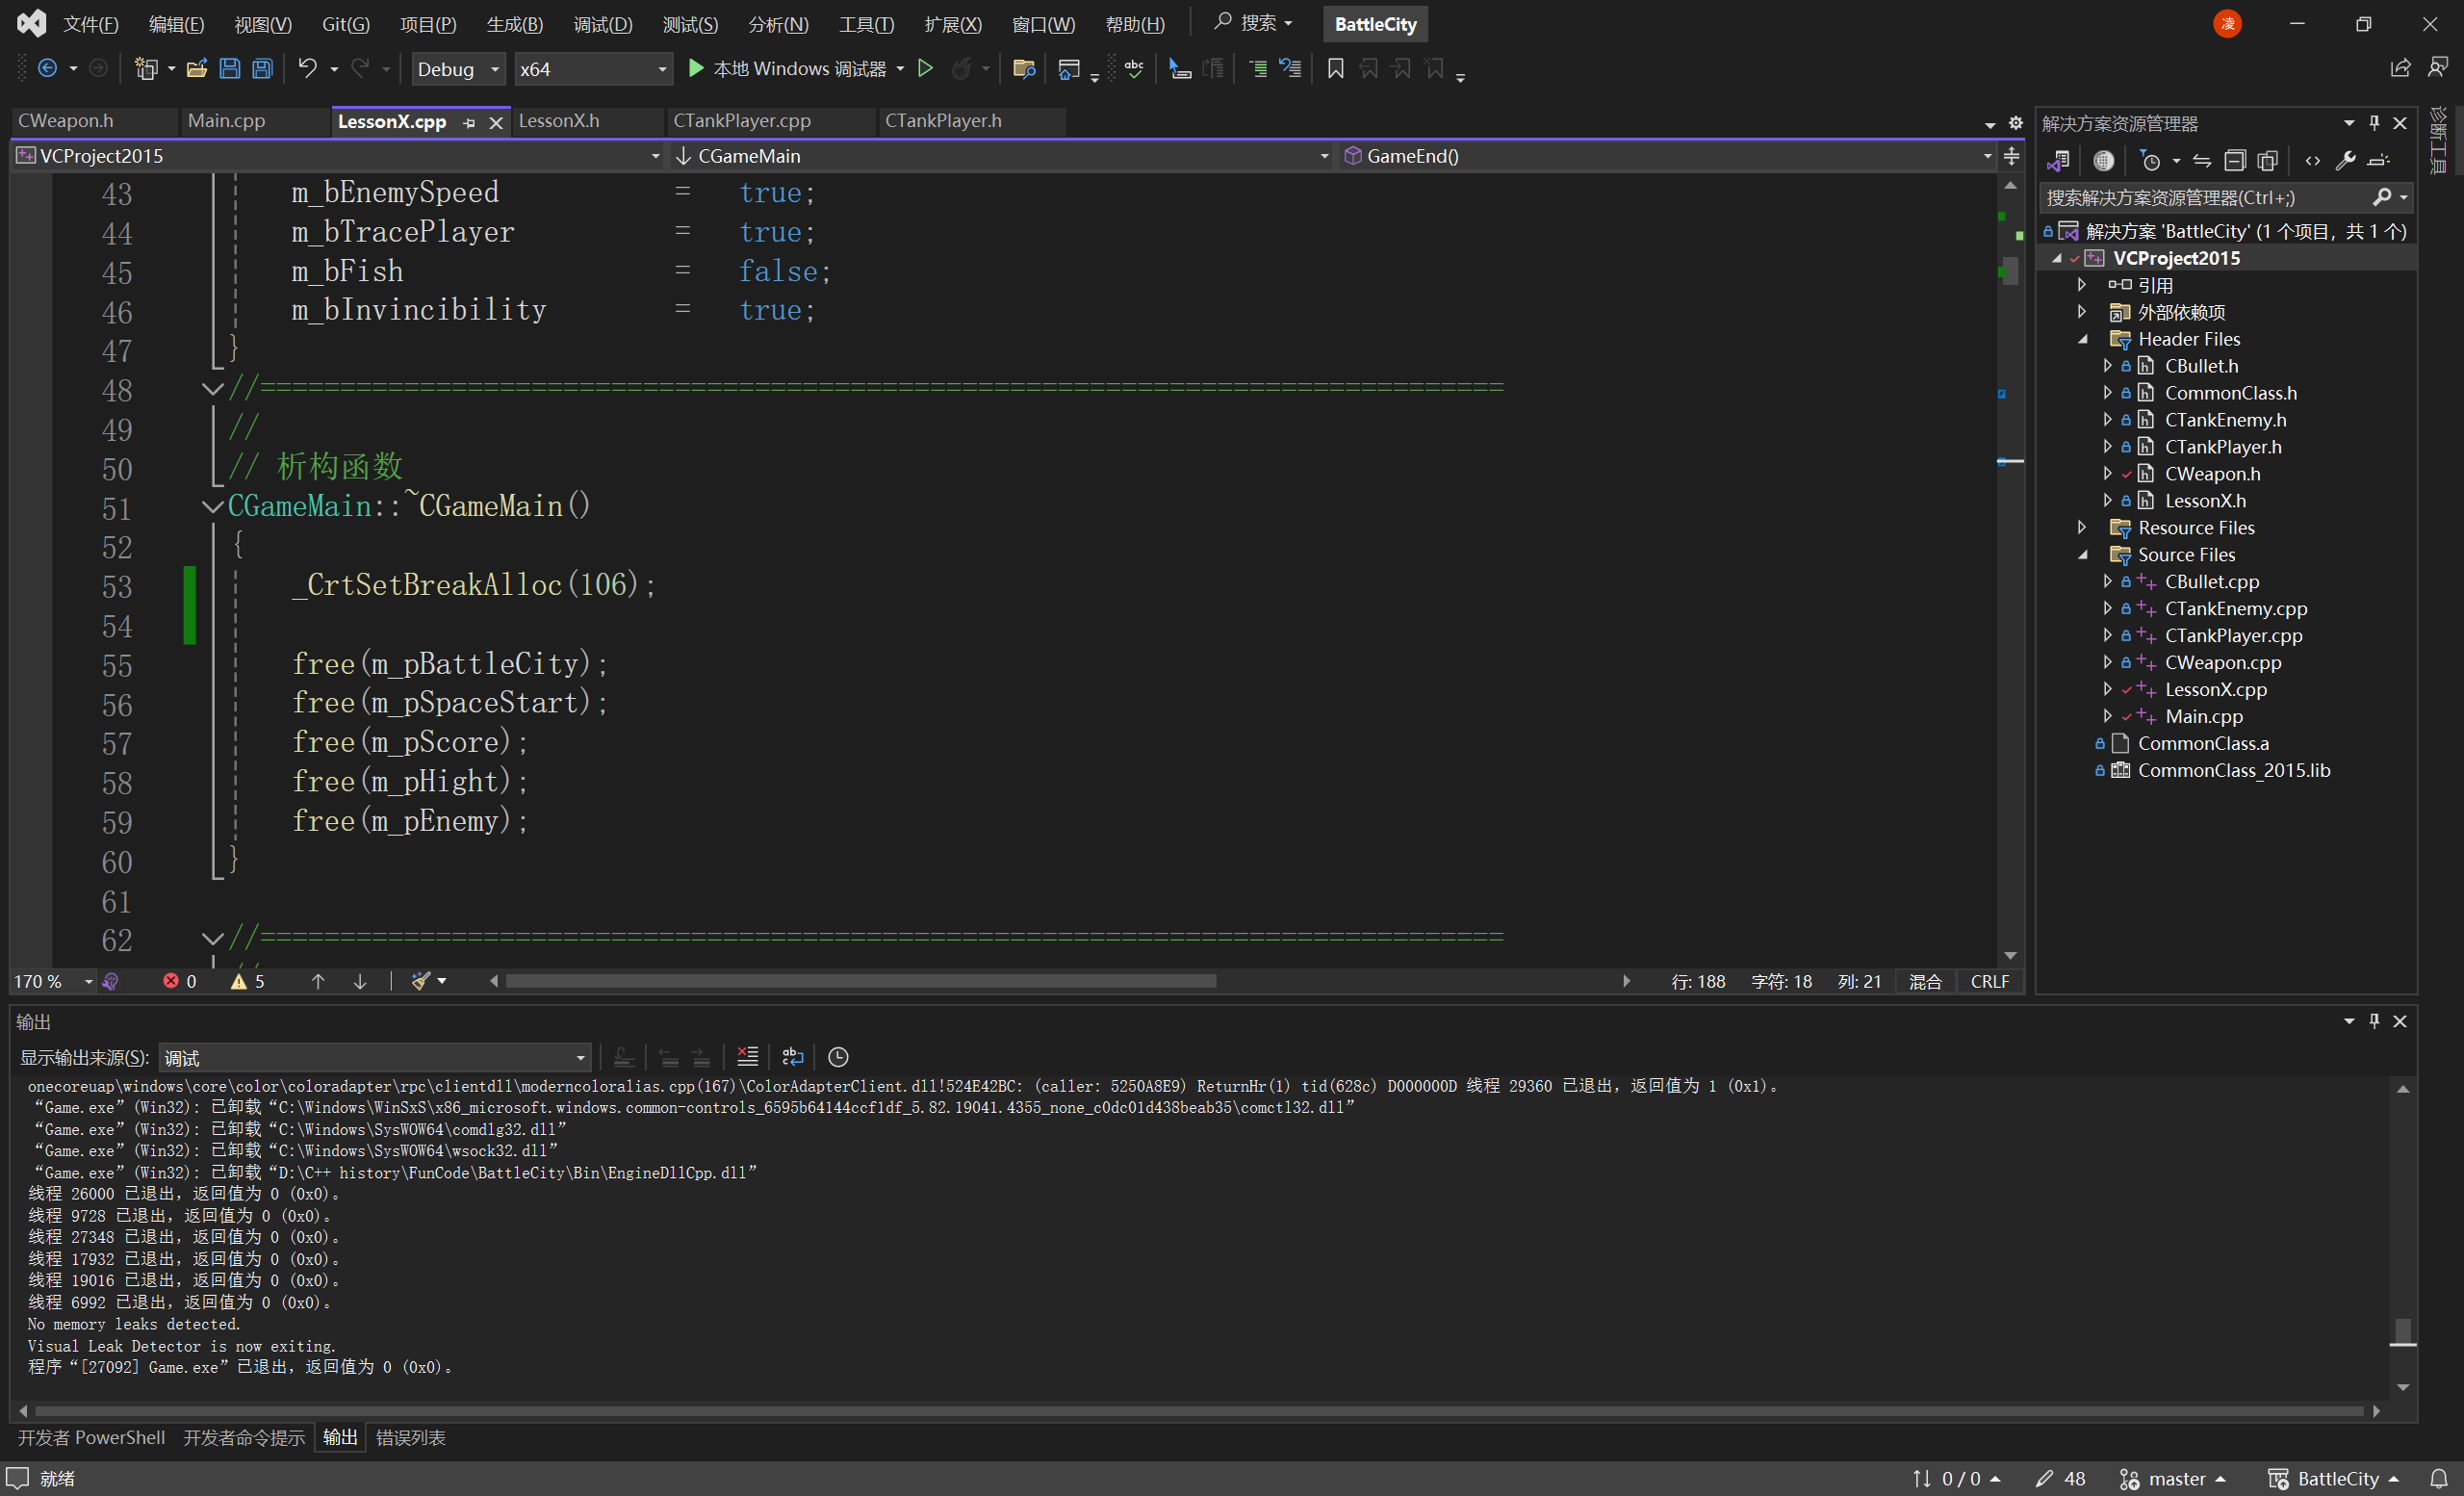 文件(F) 编辑(E) 视图(V) Git(G) 项目(P) 生成(B) 调试(D) 测试(S) 分析(N) 工具(T) 扩展(X) 窗口(W) 帮助(H) 搜索 BattleCity 凌
Debug x64 本地 Windows 调试器
CWeapon.h Main.cpp LessonX.cpp LessonX.h CTankPlayer.cpp CTankPlayer.h
VCProject2015 CGameMain GameEnd()
43 m_bEnemySpeed = true;
44 m_bTracePlayer = true;
45 m_bFish = false;
46 m_bInvincibility = true;
47 }
48 //==============================================================================
49 //
50 // 析构函数
51 CGameMain::~CGameMain()
52 {
53 _CrtSetBreakAlloc(106);
54
55 free(m_pBattleCity);
56 free(m_pSpaceStart);
57 free(m_pScore);
58 free(m_pHight);
59 free(m_pEnemy);
60 }
61
62 //==============================================================================
170 % 0 5 行: 188 字符: 18 列: 21 混合 CRLF
解决方案资源管理器
搜索解决方案资源管理器(Ctrl+;)
解决方案 'BattleCity' (1 个项目，共 1 个)
VCProject2015
引用
外部依赖项
Header Files
CBullet.h
CommonClass.h
CTankEnemy.h
CTankPlayer.h
CWeapon.h
LessonX.h
Resource Files
Source Files
CBullet.cpp
CTankEnemy.cpp
CTankPlayer.cpp
CWeapon.cpp
LessonX.cpp
Main.cpp
CommonClass.a
CommonClass_2015.lib
诊断工具
输出
显示输出来源(S): 调试
onecoreuap\windows\core\color\coloradapter\rpc\clientdll\moderncoloralias.cpp(167)\ColorAdapterClient.dll!524E42BC: (caller: 5250A8E9) ReturnHr(1) tid(628c) D000000D 线程 29360 已退出，返回值为 1 (0x1)。
“Game.exe”(Win32): 已卸载“C:\Windows\WinSxS\x86_microsoft.windows.common-controls_6595b64144ccf1df_5.82.19041.4355_none_c0dc01d438beab35\comctl32.dll”
“Game.exe”(Win32): 已卸载“C:\Windows\SysWOW64\comdlg32.dll”
“Game.exe”(Win32): 已卸载“C:\Windows\SysWOW64\wsock32.dll”
“Game.exe”(Win32): 已卸载“D:\C++ history\FunCode\BattleCity\Bin\EngineDllCpp.dll”
线程 26000 已退出，返回值为 0 (0x0)。
线程 9728 已退出，返回值为 0 (0x0)。
线程 27348 已退出，返回值为 0 (0x0)。
线程 17932 已退出，返回值为 0 (0x0)。
线程 19016 已退出，返回值为 0 (0x0)。
线程 6992 已退出，返回值为 0 (0x0)。
No memory leaks detected.
Visual Leak Detector is now exiting.
程序“[27092] Game.exe”已退出，返回值为 0 (0x0)。
开发者 PowerShell 开发者命令提示 输出 错误列表
就绪 0 / 0 48 master BattleCity